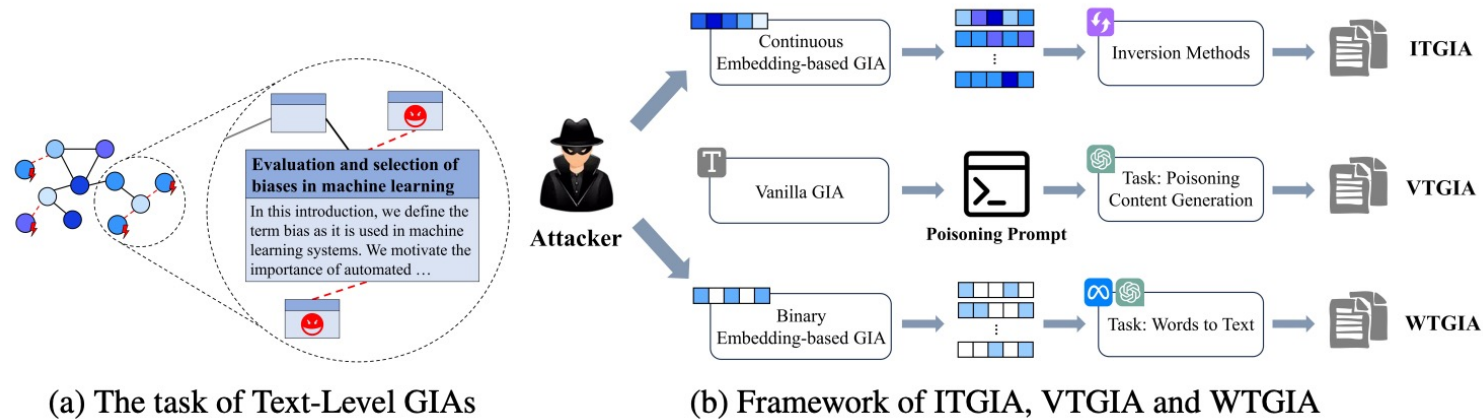 Evaluation and selection of
biases in machine learning
In this introduction, we define the
term bias as it is used in machine
learning systems. We motivate the
importance of automated …
(a) The task of Text-Level GIAs
Attacker
Continuous
Embedding-based GIA
⋮
Inversion Methods
ITGIA
T
Vanilla GIA
Poisoning Prompt
Task: Poisoning
Content Generation
VTGIA
Binary
Embedding-based GIA
⋮
Task: Words to Text
WTGIA
(b) Framework of ITGIA, VTGIA and WTGIA